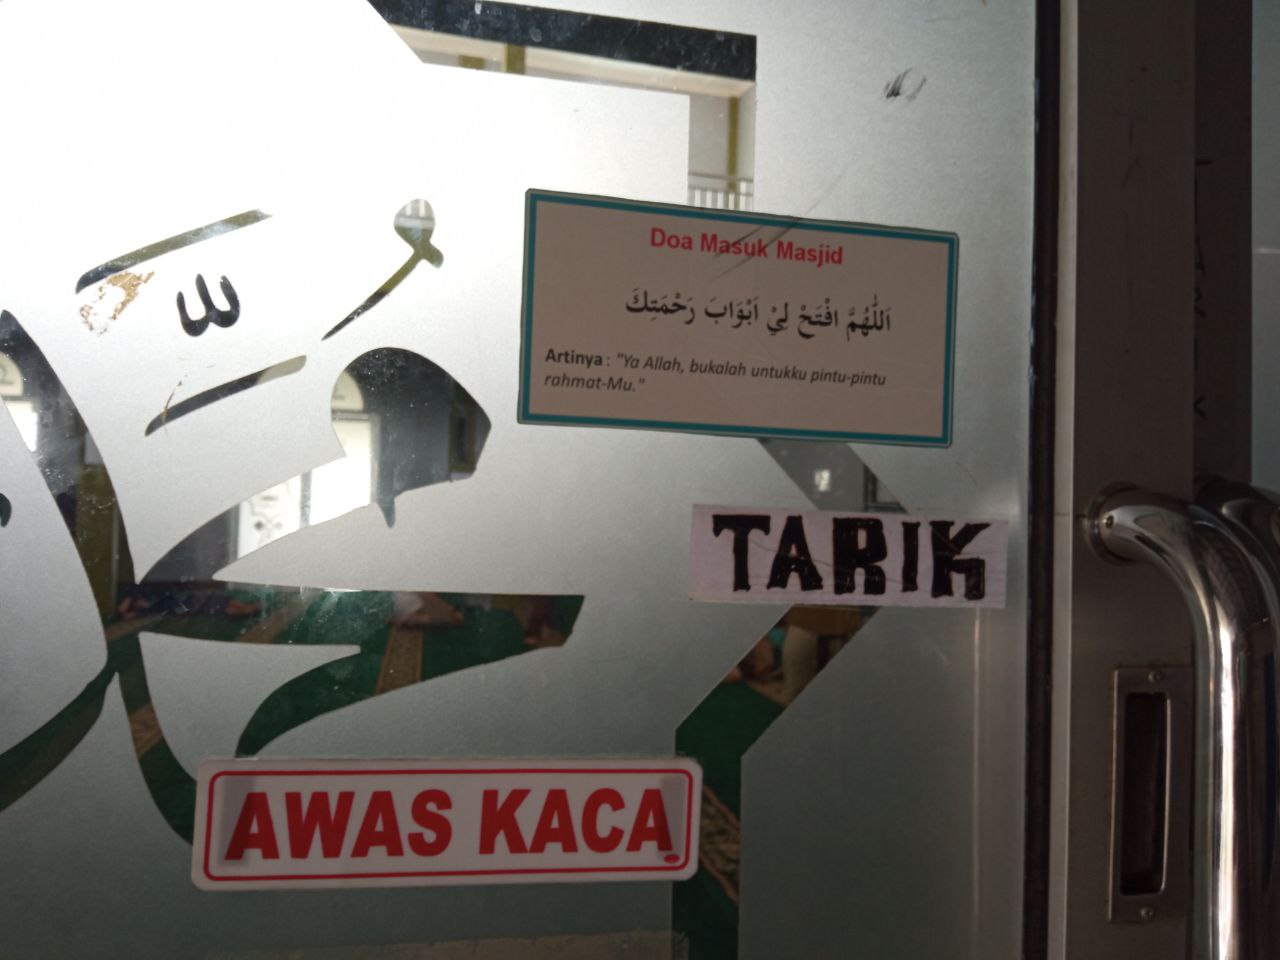 Doa Masuk Masjid
اَللّٰهُمَّ افْتَحْ لِيْ اَبْوَابَ رَحْمَتِكَ
Artinya : "Ya Allah, bukalah untukku pintu-pintu
rahmat-Mu."
TARIK
AWAS KACA